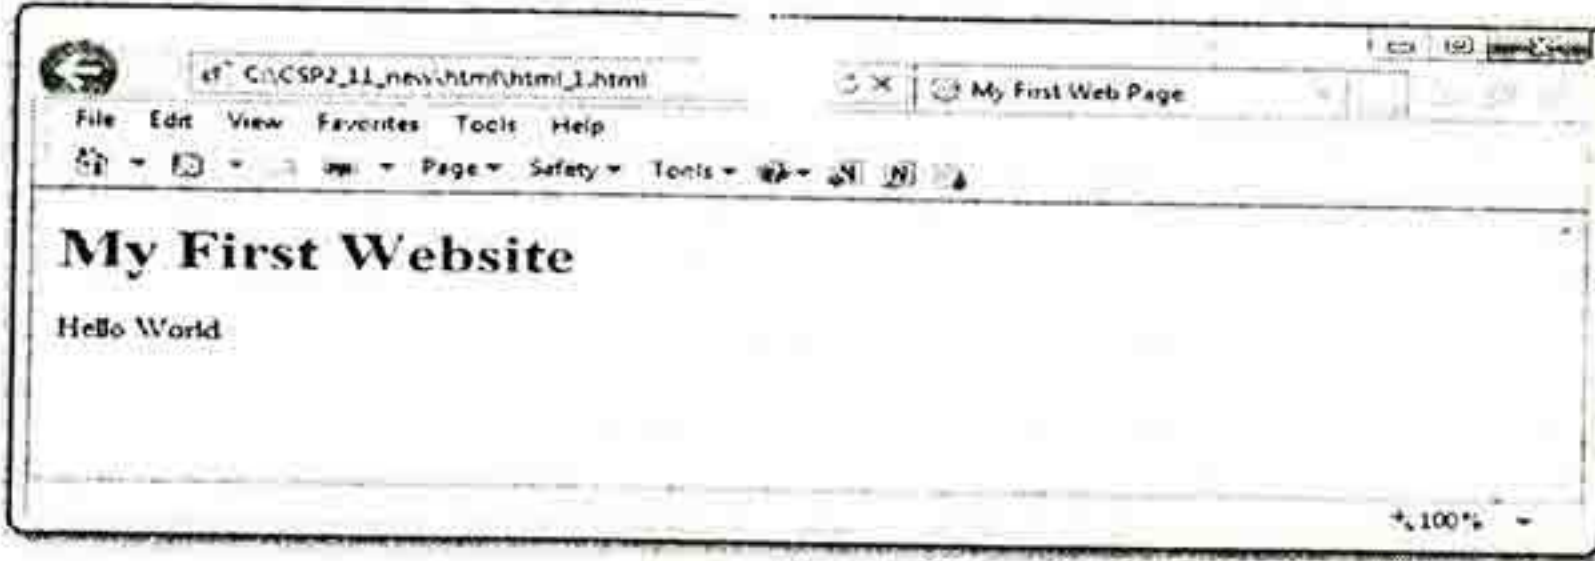 C:\CSP2_11_new\html\html_1.html
My First Web Page
File Edit View Favorites Tools Help
Page Safety Tools
My First Website
Hello World
100%